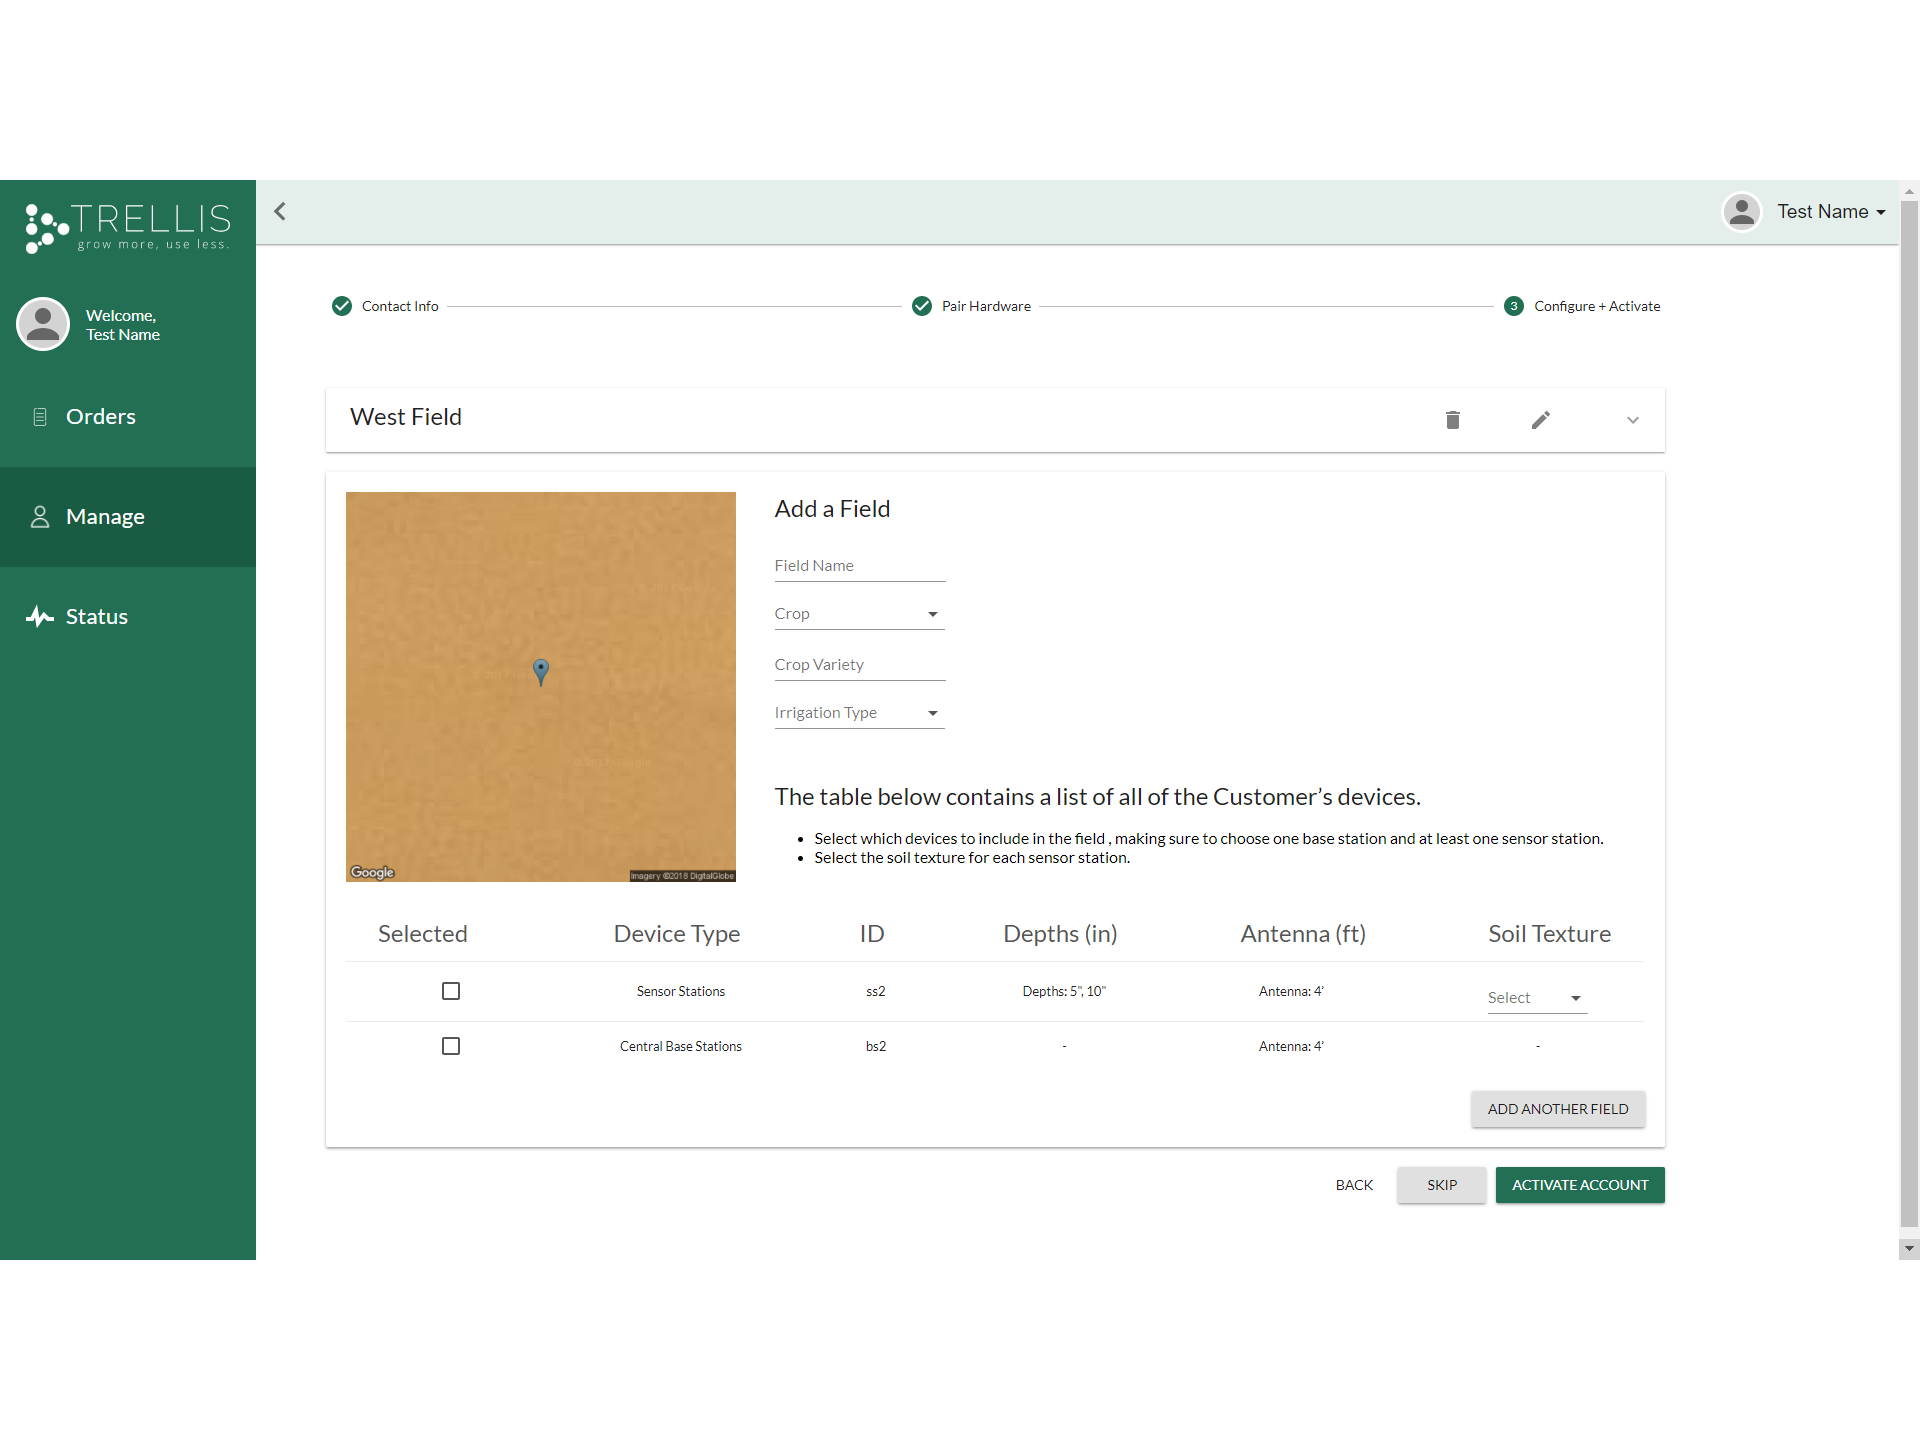 TRELLIS
grow more, use less.
Test Name
Welcome,
Test Name
Orders
Manage
Status
Contact Info
Pair Hardware
3
Configure + Activate
West Field
Add a Field
Field Name
Crop
Crop Variety
Irrigation Type
© 2017 Google
Google
Imagery ©2018 DigitalGlobe
The table below contains a list of all of the Customer’s devices.
• Select which devices to include in the field , making sure to choose one base station and at least one sensor station.
• Select the soil texture for each sensor station.
Selected Device Type ID Depths (in) Antenna (ft) Soil Texture
Sensor Stations ss2 Depths: 5", 10" Antenna: 4’ Select
Central Base Stations bs2 - Antenna: 4’ -
ADD ANOTHER FIELD
BACK SKIP ACTIVATE ACCOUNT